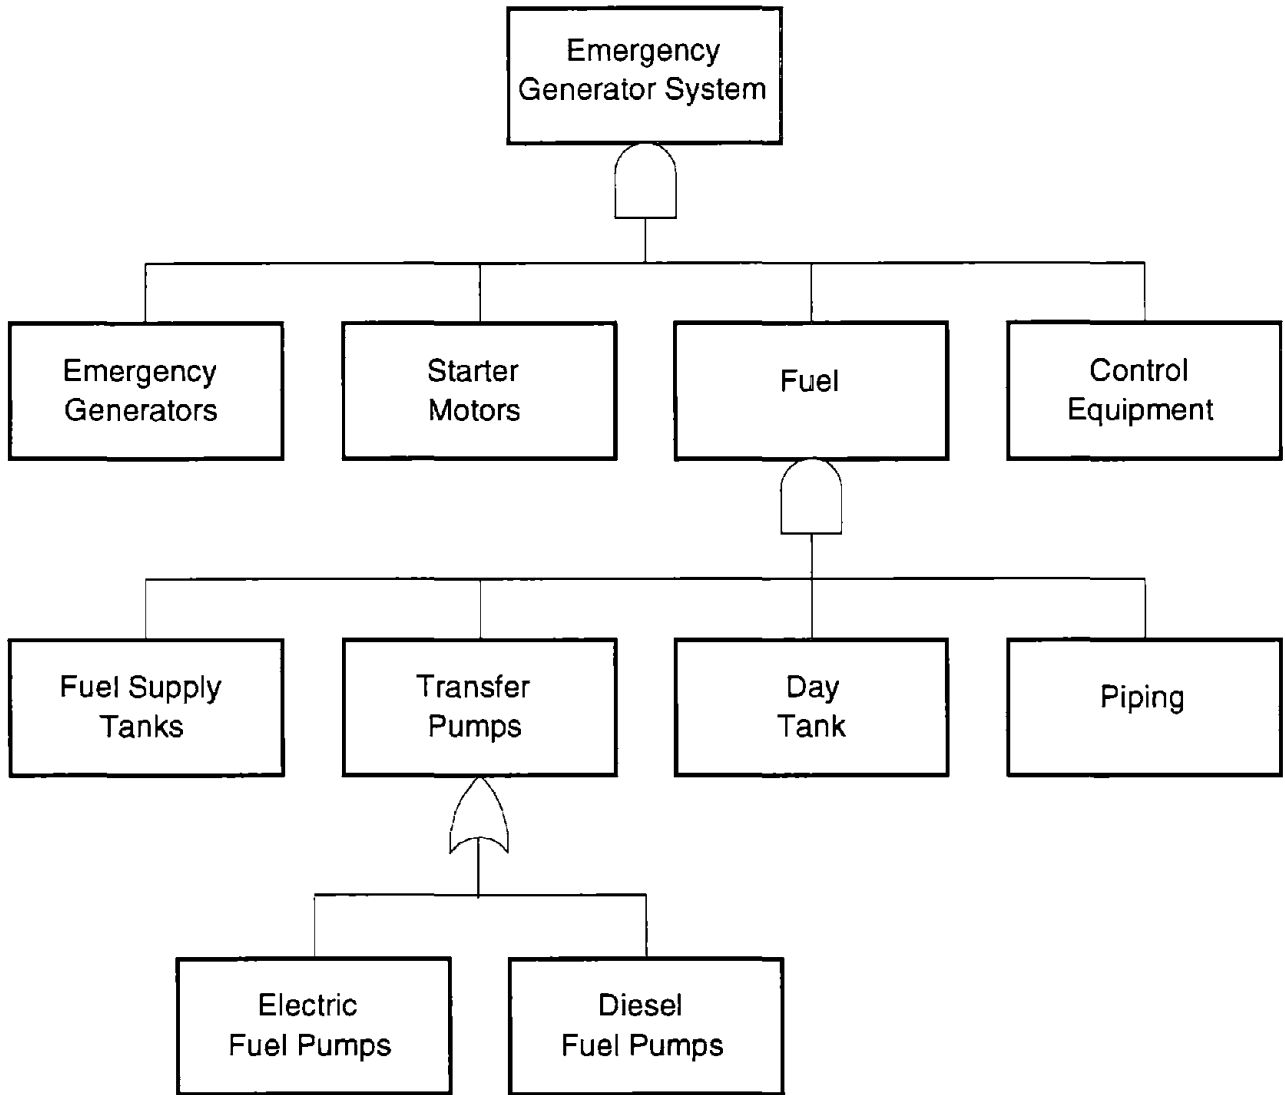 Emergency
Generator System
Emergency
Generators
Starter
Motors
Fuel
Control
Equipment
Fuel Supply
Tanks
Transfer
Pumps
Day
Tank
Piping
Electric
Fuel Pumps
Diesel
Fuel Pumps